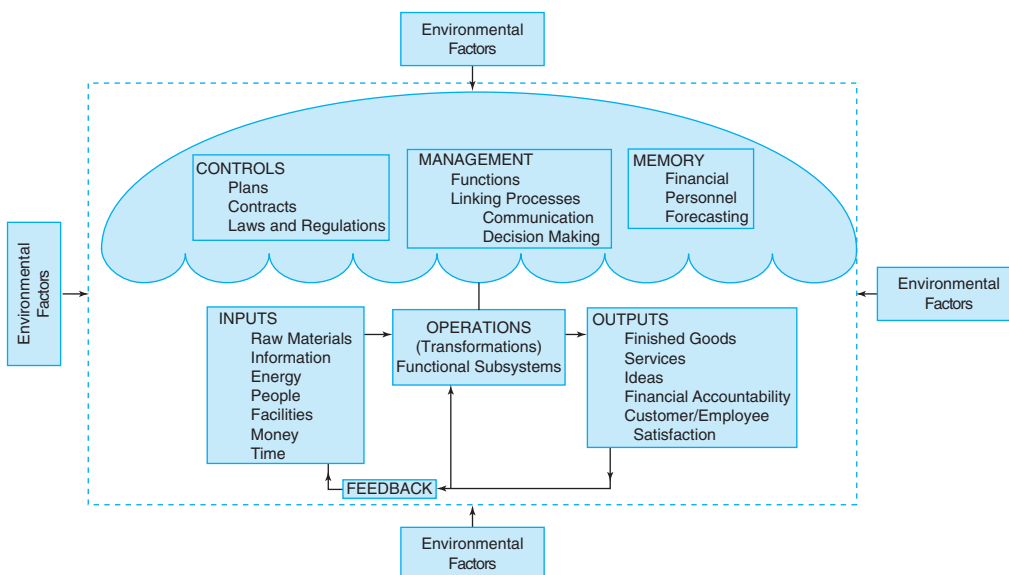 Environmental
Factors
CONTROLS
Plans
Contracts
Laws and Regulations
MANAGEMENT
Functions
Linking Processes
Communication
Decision Making
MEMORY
Financial
Personnel
Forecasting
Environmental
Factors
Environmental
Factors
INPUTS
Raw Materials
Information
Energy
People
Facilities
Money
Time
OPERATIONS
(Transformations)
Functional Subsystems
OUTPUTS
Finished Goods
Services
Ideas
Financial Accountability
Customer/Employee
Satisfaction
FEEDBACK
Environmental
Factors